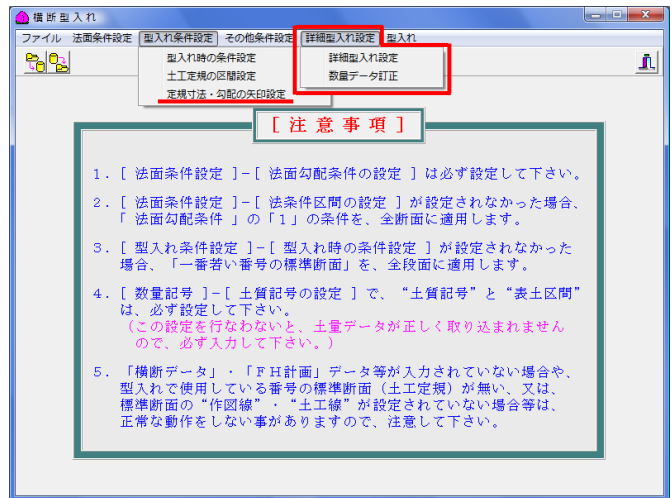 横断型入れ
ファイル 法面条件設定 型入れ条件設定 その他条件設定 詳細型入れ設定 型入れ
型入れ時の条件設定
土工定規の区間設定
定規寸法・勾配の矢印設定
詳細型入れ設定
数量データ訂正
[ 注 意 事 項 ]
1．[ 法面条件設定 ]－[ 法面勾配条件の設定 ] は必ず設定して下さい。
2．[ 法面条件設定 ]－[ 法条件区間の設定 ] が設定されなかった場合、
「 法面勾配条件 」の「1」の条件を、全断面に適用します。
3．[ 型入れ条件設定 ]－[ 型入れ時の条件設定 ] が設定されなかった
場合、「一番若い番号の標準断面」を、全段面に適用します。
4．[ 数量記号 ]－[ 土質記号の設定 ] で、 “土質記号” と “表土区間”
は、必ず設定して下さい。
（この設定を行なわないと、土量データが正しく取り込まれません
ので、必ず入力して下さい。）
5．「横断データ」・「FH計画」データ等が入力されていない場合や、
型入れで使用している番号の標準断面（土工定規）が無い、又は、
標準断面の “作図線” ・ “土工線” が設定されていない場合等は、
正常な動作をしない事がありますので、注意して下さい。